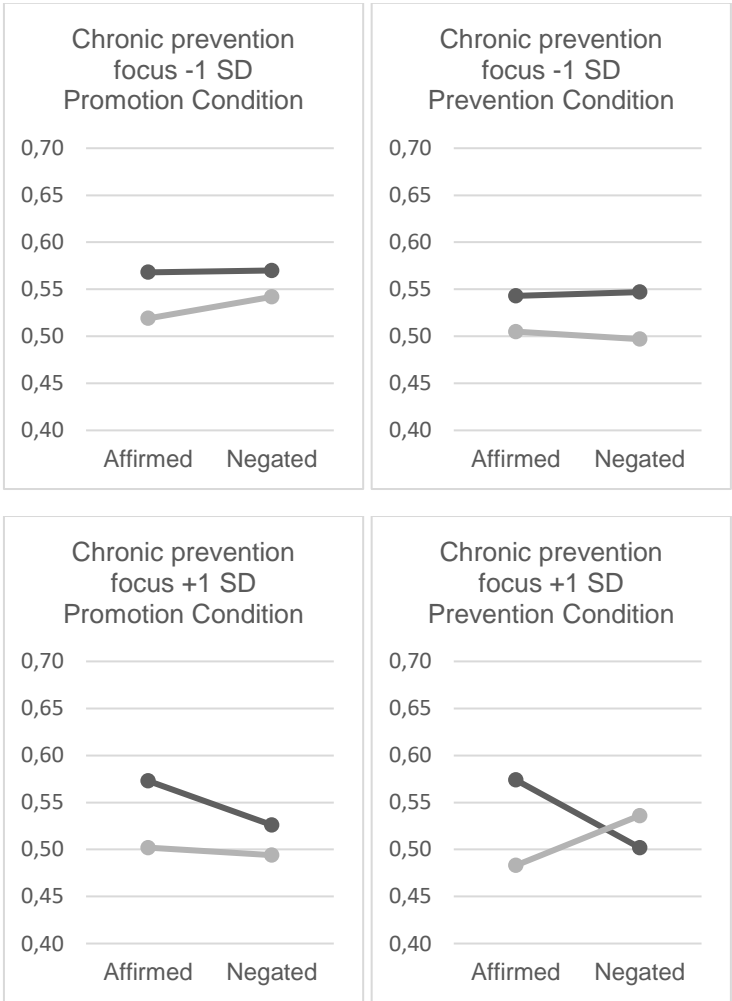 Chronic prevention
focus -1 SD
Promotion Condition
0,70
0,65
0,60
0,55
0,50
0,45
0,40
Affirmed Negated
Chronic prevention
focus -1 SD
Prevention Condition
0,70
0,65
0,60
0,55
0,50
0,45
0,40
Affirmed Negated
Chronic prevention
focus +1 SD
Promotion Condition
0,70
0,65
0,60
0,55
0,50
0,45
0,40
Affirmed Negated
Chronic prevention
focus +1 SD
Prevention Condition
0,70
0,65
0,60
0,55
0,50
0,45
0,40
Affirmed Negated